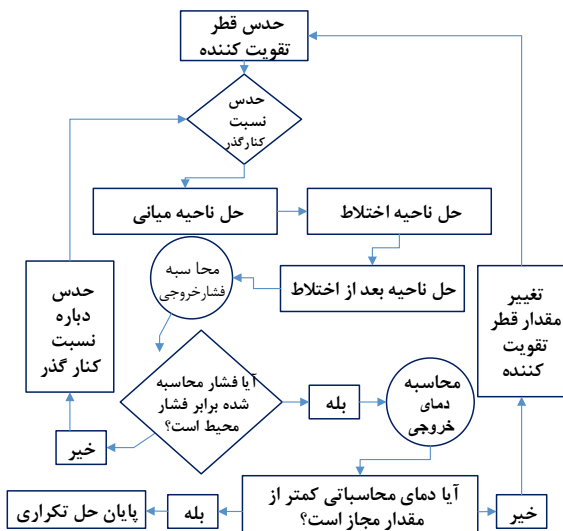 حدس قطر
تقویت کننده
حدس
نسبت
کنارگذر
حل ناحیه میانی
حل ناحیه اختلاط
حل ناحیه بعد از اختلاط
محا سبه
فشارخروجی
حدس
دباره
نسبت
کنار گذر
تغییر
مقدار قطر
تقویت
کننده
آیا فشار محاسبه
شده برابر فشار
محیط است؟
بله
محاسبه
دمای
خروجی
خیر
آیا دمای محاسباتی کمتر از
مقدار مجاز است؟
خیر
بله
پایان حل تکراری